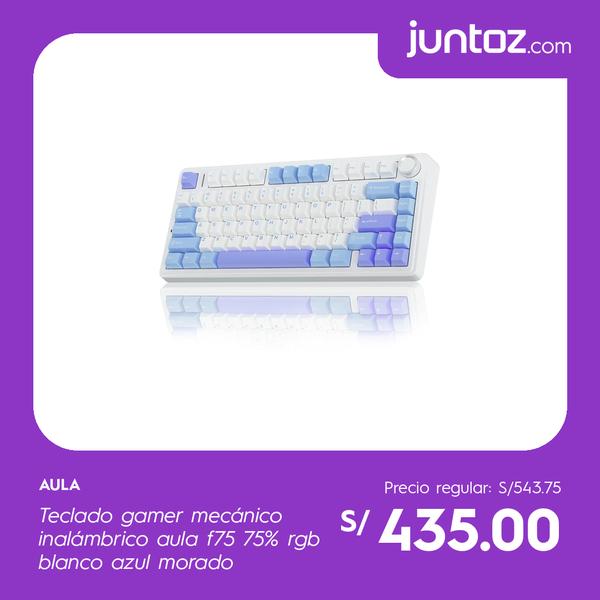 juntoz.com
AULA
Teclado gamer mecánico
inalámbrico aula f75 75% rgb
blanco azul morado
Precio regular: S/543.75
S/ 435.00